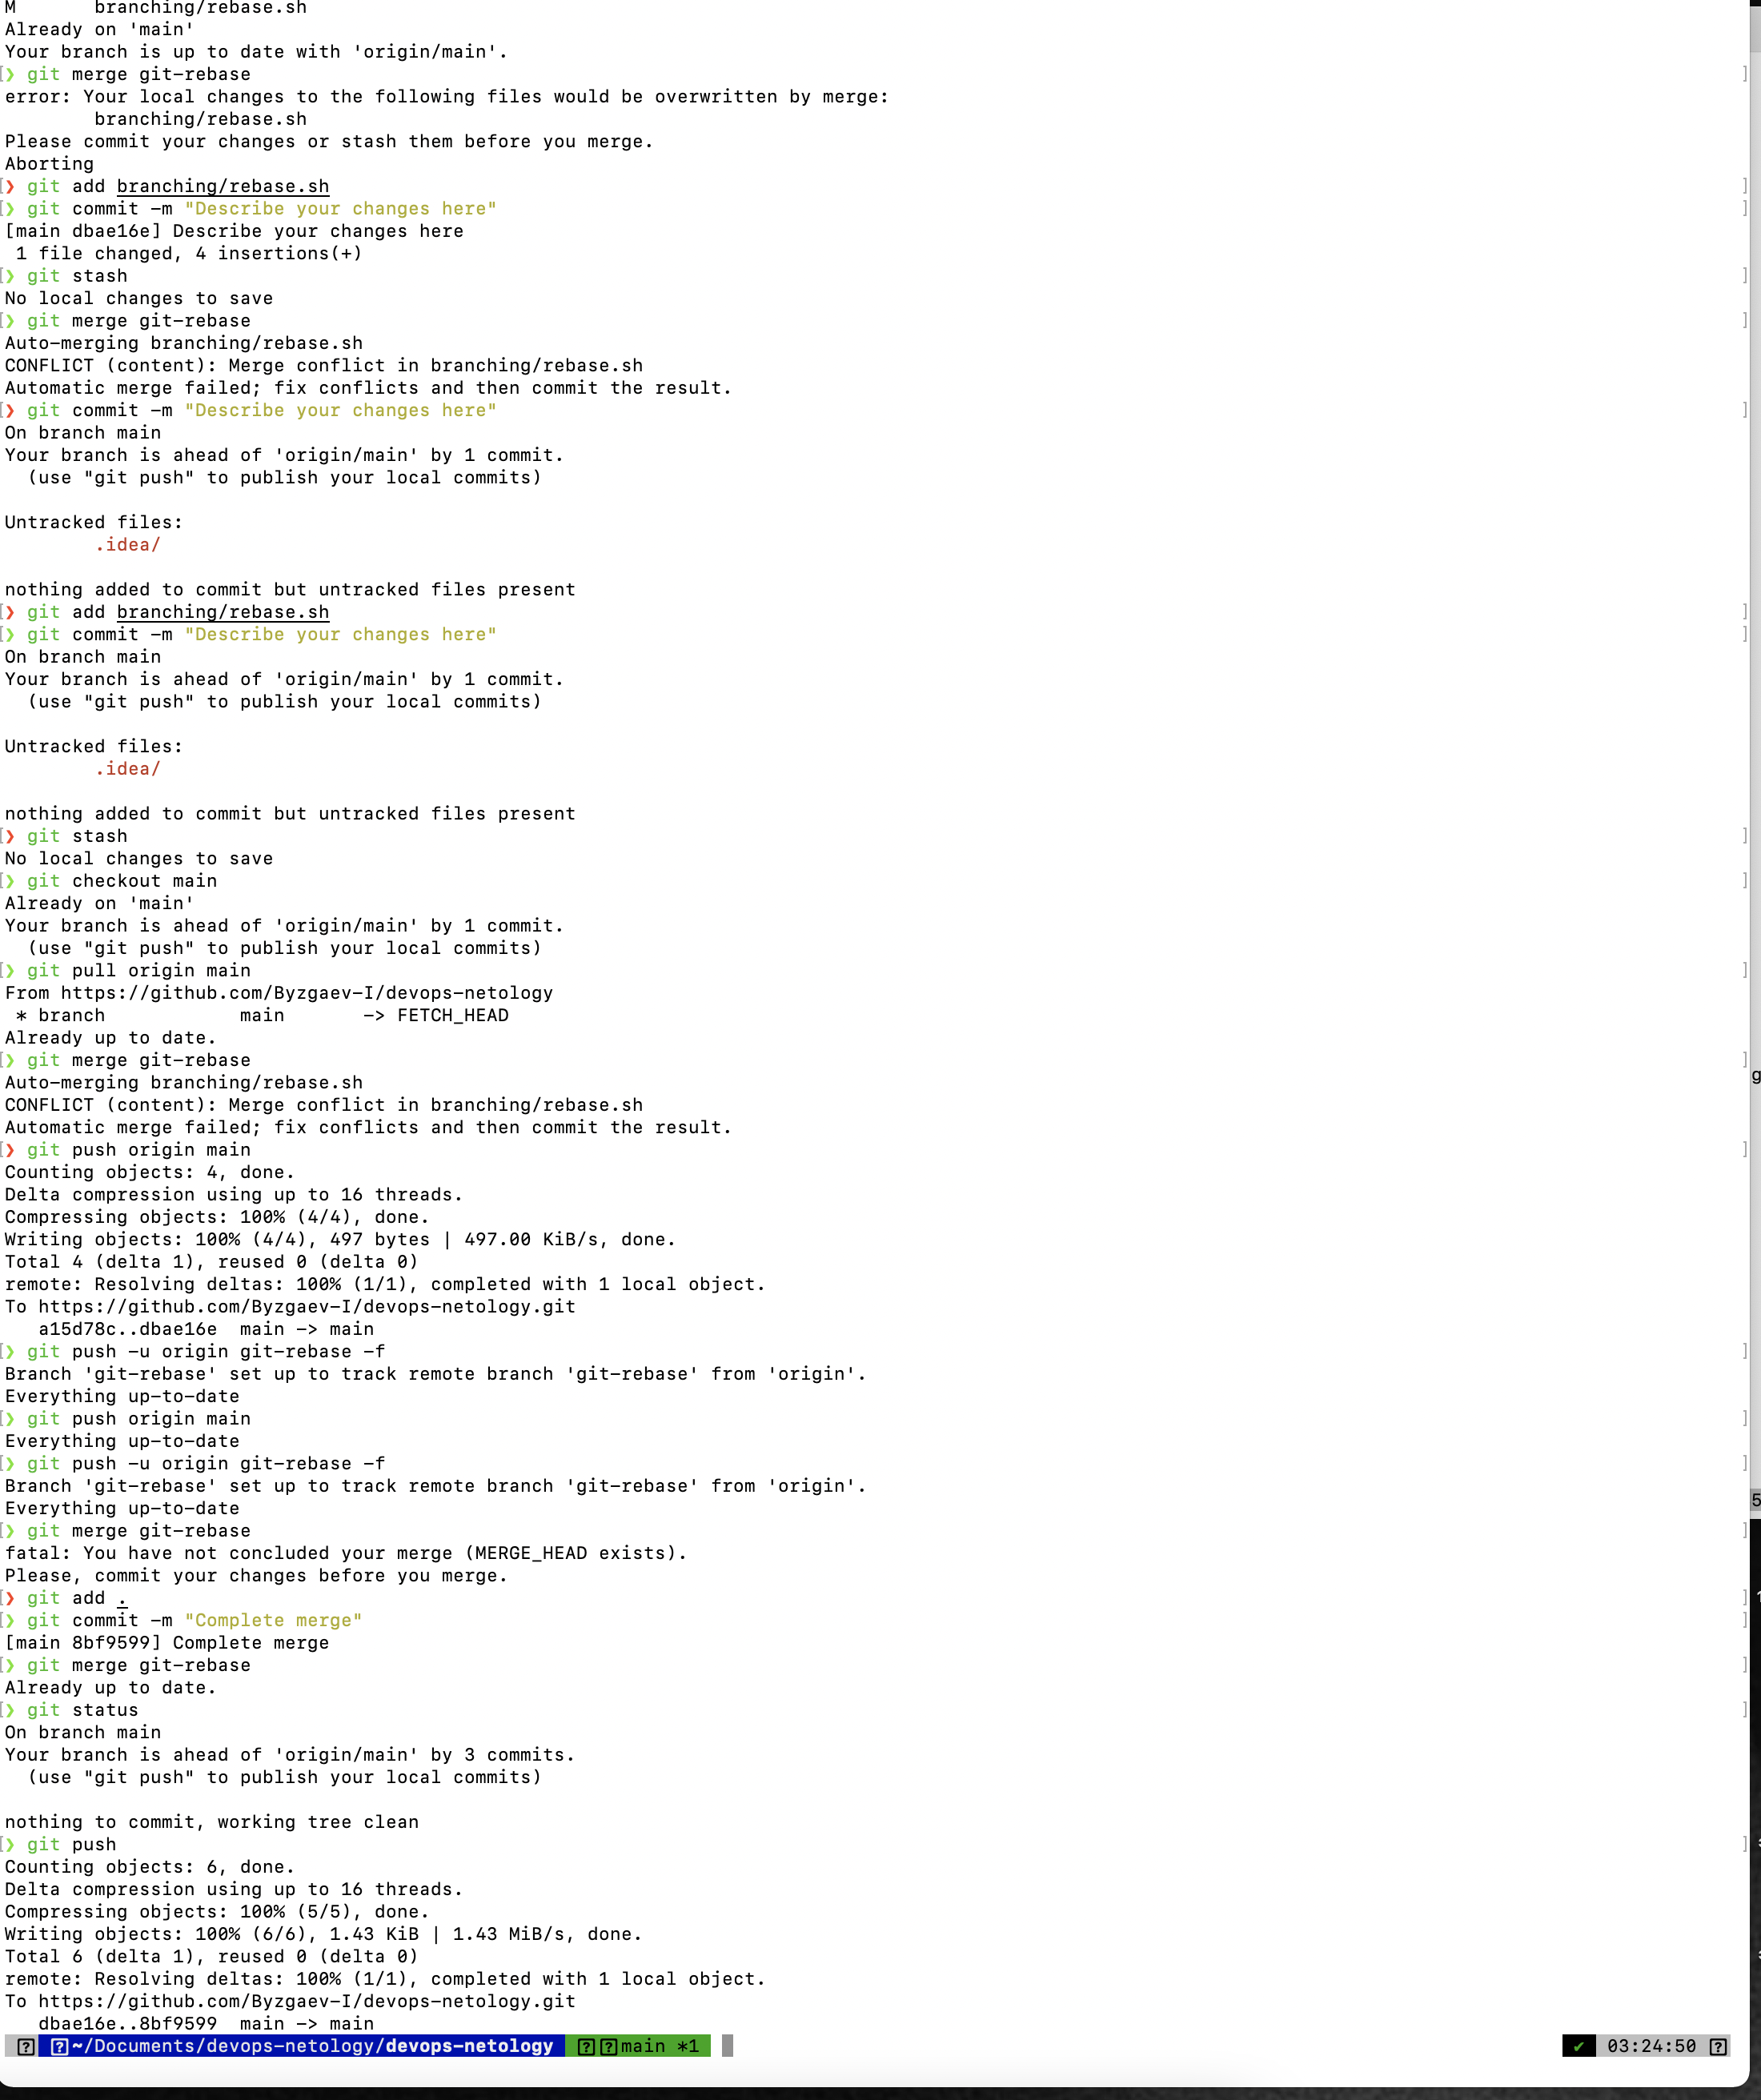 M       branching/rebase.sh
Already on 'main'
Your branch is up to date with 'origin/main'.
[❯ git merge git-rebase ]
error: Your local changes to the following files would be overwritten by merge:
        branching/rebase.sh
Please commit your changes or stash them before you merge.
Aborting
[❯ git add branching/rebase.sh ]
[❯ git commit -m "Describe your changes here" ]
[main dbae16e] Describe your changes here
 1 file changed, 4 insertions(+)
[❯ git stash ]
No local changes to save
[❯ git merge git-rebase ]
Auto-merging branching/rebase.sh
CONFLICT (content): Merge conflict in branching/rebase.sh
Automatic merge failed; fix conflicts and then commit the result.
[❯ git commit -m "Describe your changes here" ]
On branch main
Your branch is ahead of 'origin/main' by 1 commit.
  (use "git push" to publish your local commits)
Untracked files:
        .idea/
nothing added to commit but untracked files present
[❯ git add branching/rebase.sh ]
[❯ git commit -m "Describe your changes here" ]
On branch main
Your branch is ahead of 'origin/main' by 1 commit.
  (use "git push" to publish your local commits)
Untracked files:
        .idea/
nothing added to commit but untracked files present
[❯ git stash ]
No local changes to save
[❯ git checkout main ]
Already on 'main'
Your branch is ahead of 'origin/main' by 1 commit.
  (use "git push" to publish your local commits)
[❯ git pull origin main ]
From https://github.com/Byzgaev-I/devops-netology
 * branch            main       -> FETCH_HEAD
Already up to date.
[❯ git merge git-rebase ]
Auto-merging branching/rebase.sh
CONFLICT (content): Merge conflict in branching/rebase.sh
Automatic merge failed; fix conflicts and then commit the result.
[❯ git push origin main ]
Counting objects: 4, done.
Delta compression using up to 16 threads.
Compressing objects: 100% (4/4), done.
Writing objects: 100% (4/4), 497 bytes | 497.00 KiB/s, done.
Total 4 (delta 1), reused 0 (delta 0)
remote: Resolving deltas: 100% (1/1), completed with 1 local object.
To https://github.com/Byzgaev-I/devops-netology.git
   a15d78c..dbae16e  main -> main
[❯ git push -u origin git-rebase -f ]
Branch 'git-rebase' set up to track remote branch 'git-rebase' from 'origin'.
Everything up-to-date
[❯ git push origin main ]
Everything up-to-date
[❯ git push -u origin git-rebase -f ]
Branch 'git-rebase' set up to track remote branch 'git-rebase' from 'origin'.
Everything up-to-date
[❯ git merge git-rebase ]
fatal: You have not concluded your merge (MERGE_HEAD exists).
Please, commit your changes before you merge.
[❯ git add . ]
[❯ git commit -m "Complete merge" ]
[main 8bf9599] Complete merge
[❯ git merge git-rebase ]
Already up to date.
[❯ git status ]
On branch main
Your branch is ahead of 'origin/main' by 3 commits.
  (use "git push" to publish your local commits)
nothing to commit, working tree clean
[❯ git push ]
Counting objects: 6, done.
Delta compression using up to 16 threads.
Compressing objects: 100% (5/5), done.
Writing objects: 100% (6/6), 1.43 KiB | 1.43 MiB/s, done.
Total 6 (delta 1), reused 0 (delta 0)
remote: Resolving deltas: 100% (1/1), completed with 1 local object.
To https://github.com/Byzgaev-I/devops-netology.git
   dbae16e..8bf9599  main -> main
~/Documents/devops-netology/devops-netology main *1 ✔ 03:24:50